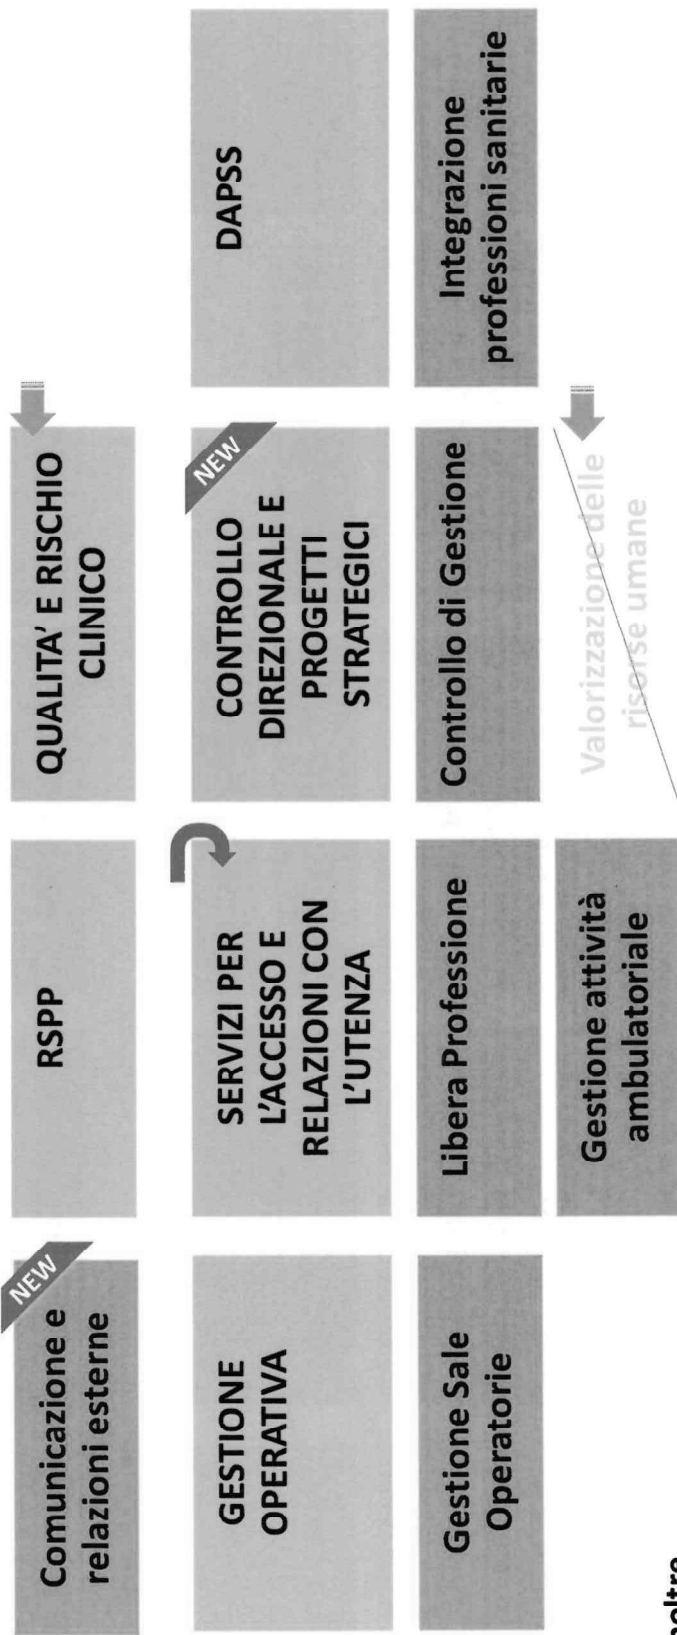 NEW
Comunicazione e
relazioni esterne
RSPP
QUALITA' E RISCHIO
CLINICO
GESTIONE
OPERATIVA
SERVIZI PER
L'ACCESSO E
RELAZIONI CON
L'UTENZA
NEW
CONTROLLO
DIREZIONALE E
PROGETTI
STRATEGICI
DAPSS
Gestione Sale
Operatorie
Libera Professione
Controllo di Gestione
Integrazione
professioni sanitarie
Gestione attività
ambulatoriale
Valorizzazione delle
risorse umane